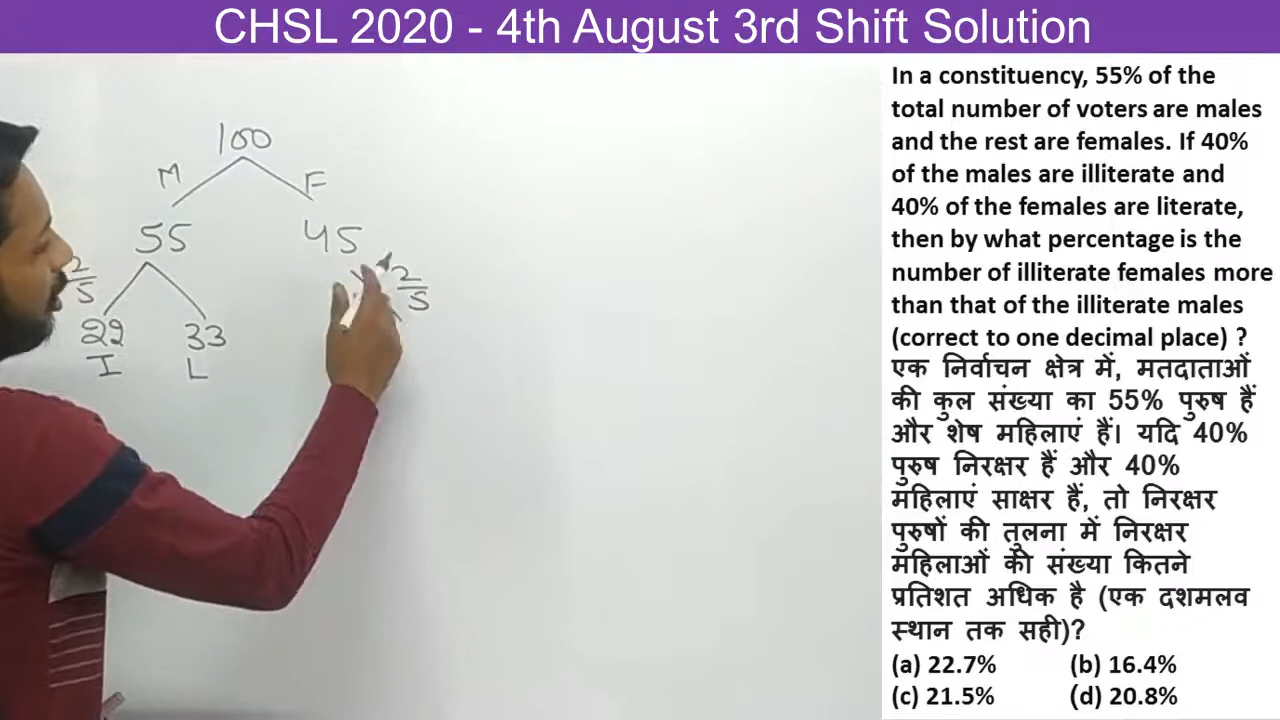 CHSL 2020 - 4th August 3rd Shift Solution
100
M F
55 45
2/5 2/5
22 33
I L
In a constituency, 55% of the
total number of voters are males
and the rest are females. If 40%
of the males are illiterate and
40% of the females are literate,
then by what percentage is the
number of illiterate females more
than that of the illiterate males
(correct to one decimal place) ?
एक निर्वाचन क्षेत्र में, मतदाताओं
की कुल संख्या का 55% पुरुष हैं
और शेष महिलाएं हैं। यदि 40%
पुरुष निरक्षर हैं और 40%
महिलाएं साक्षर हैं, तो निरक्षर
पुरुषों की तुलना में निरक्षर
महिलाओं की संख्या कितने
प्रतिशत अधिक है (एक दशमलव
स्थान तक सही)?
(a) 22.7% (b) 16.4%
(c) 21.5% (d) 20.8%